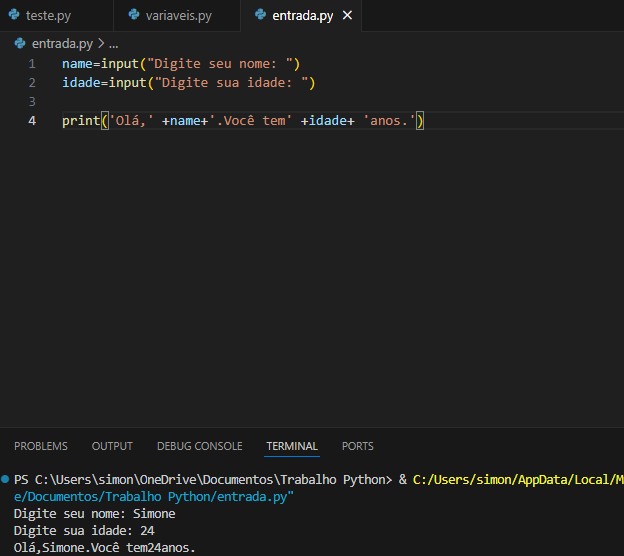 teste.py variaveis.py entrada.py ×
entrada.py > ...
1 name=input("Digite seu nome: ")
2 idade=input("Digite sua idade: ")
3
4 print('Olá,' +name+'.Você tem' +idade+ 'anos.')
PROBLEMS OUTPUT DEBUG CONSOLE TERMINAL PORTS
PS C:\Users\simon\OneDrive\Documentos\Trabalho Python> & C:/Users/simon/AppData/Local/M
e/Documentos/Trabalho Python/entrada.py"
Digite seu nome: Simone
Digite sua idade: 24
Olá,Simone.Você tem24anos.